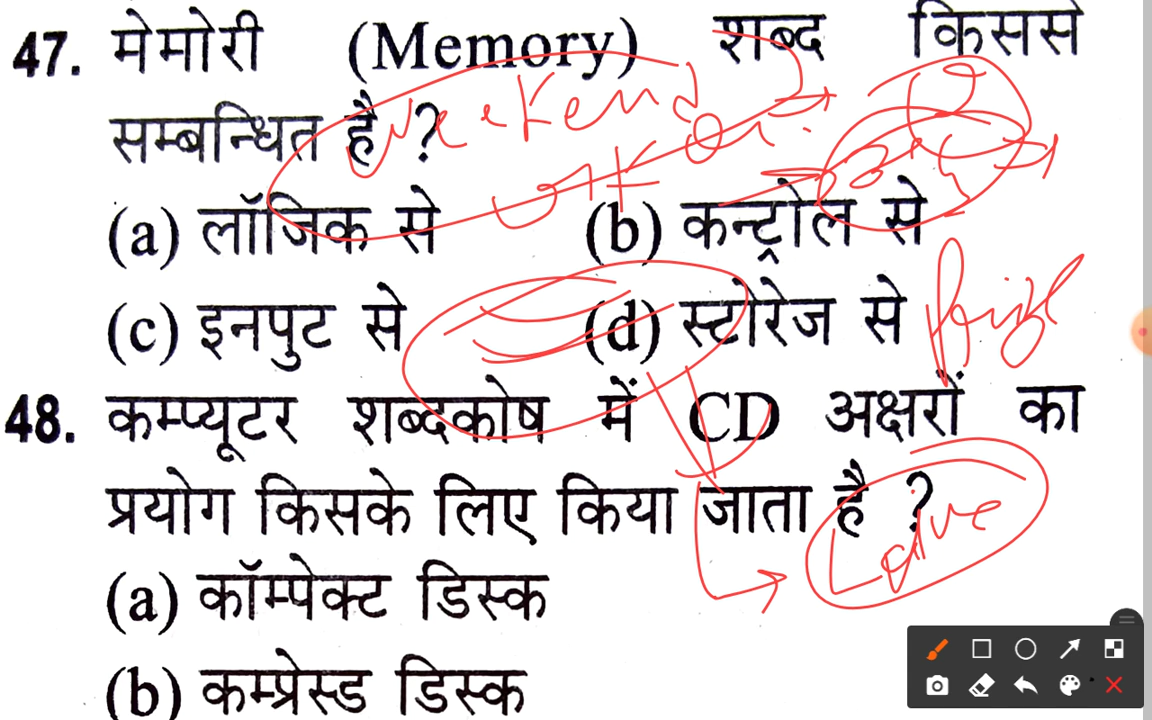 47. मेमोरी (Memory) शब्द किससे
सम्बन्धित है ?
Weekend
(a) लॉजिक से (b) कन्ट्रोल से
(c) इनपुट से (d) स्टोरेज से
48. कम्प्यूटर शब्दकोष में CD अक्षरों का
प्रयोग किसके लिए किया जाता है ?
(a) कॉम्पेक्ट डिस्क
(b) कम्प्रेस्ड डिस्क